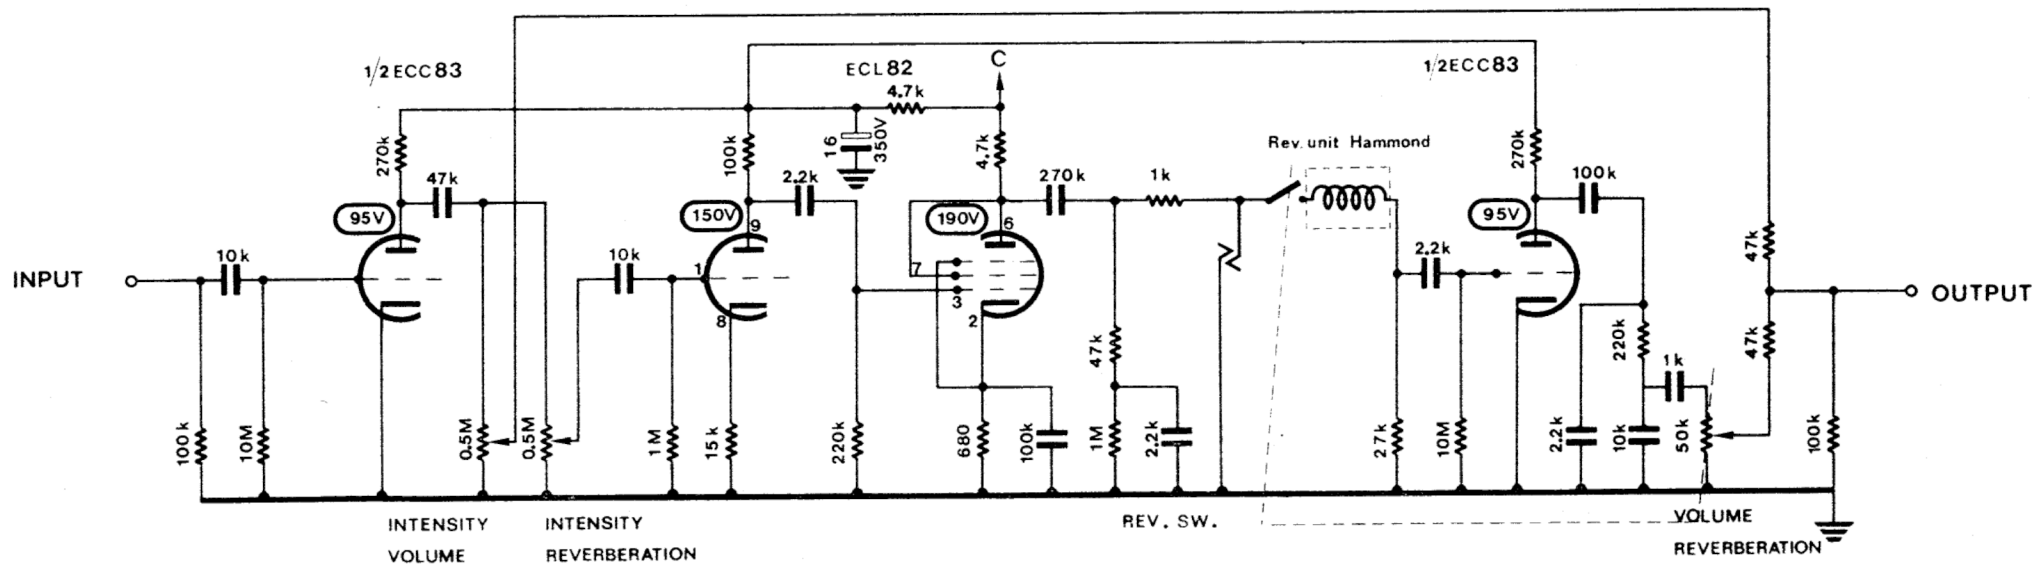 1/2ECC83
ECL82
C
1/2ECC83
4.7k
270k
100k
16
350V
4.7k
Rev. unit Hammond
270k
47k
2.2k
270k
1k
100k
95V
150V
190V
95V
9
6
10k
10k
1
7
3
2.2k
47k
INPUT
OUTPUT
8
2
47k
220k
47k
1k
100k
10M
0.5M
0.5M
1M
15k
220k
680
100k
1M
2.2k
27k
10M
2.2k
10k
50k
100k
INTENSITY
VOLUME
INTENSITY
REVERBERATION
REV. SW.
VOLUME
REVERBERATION